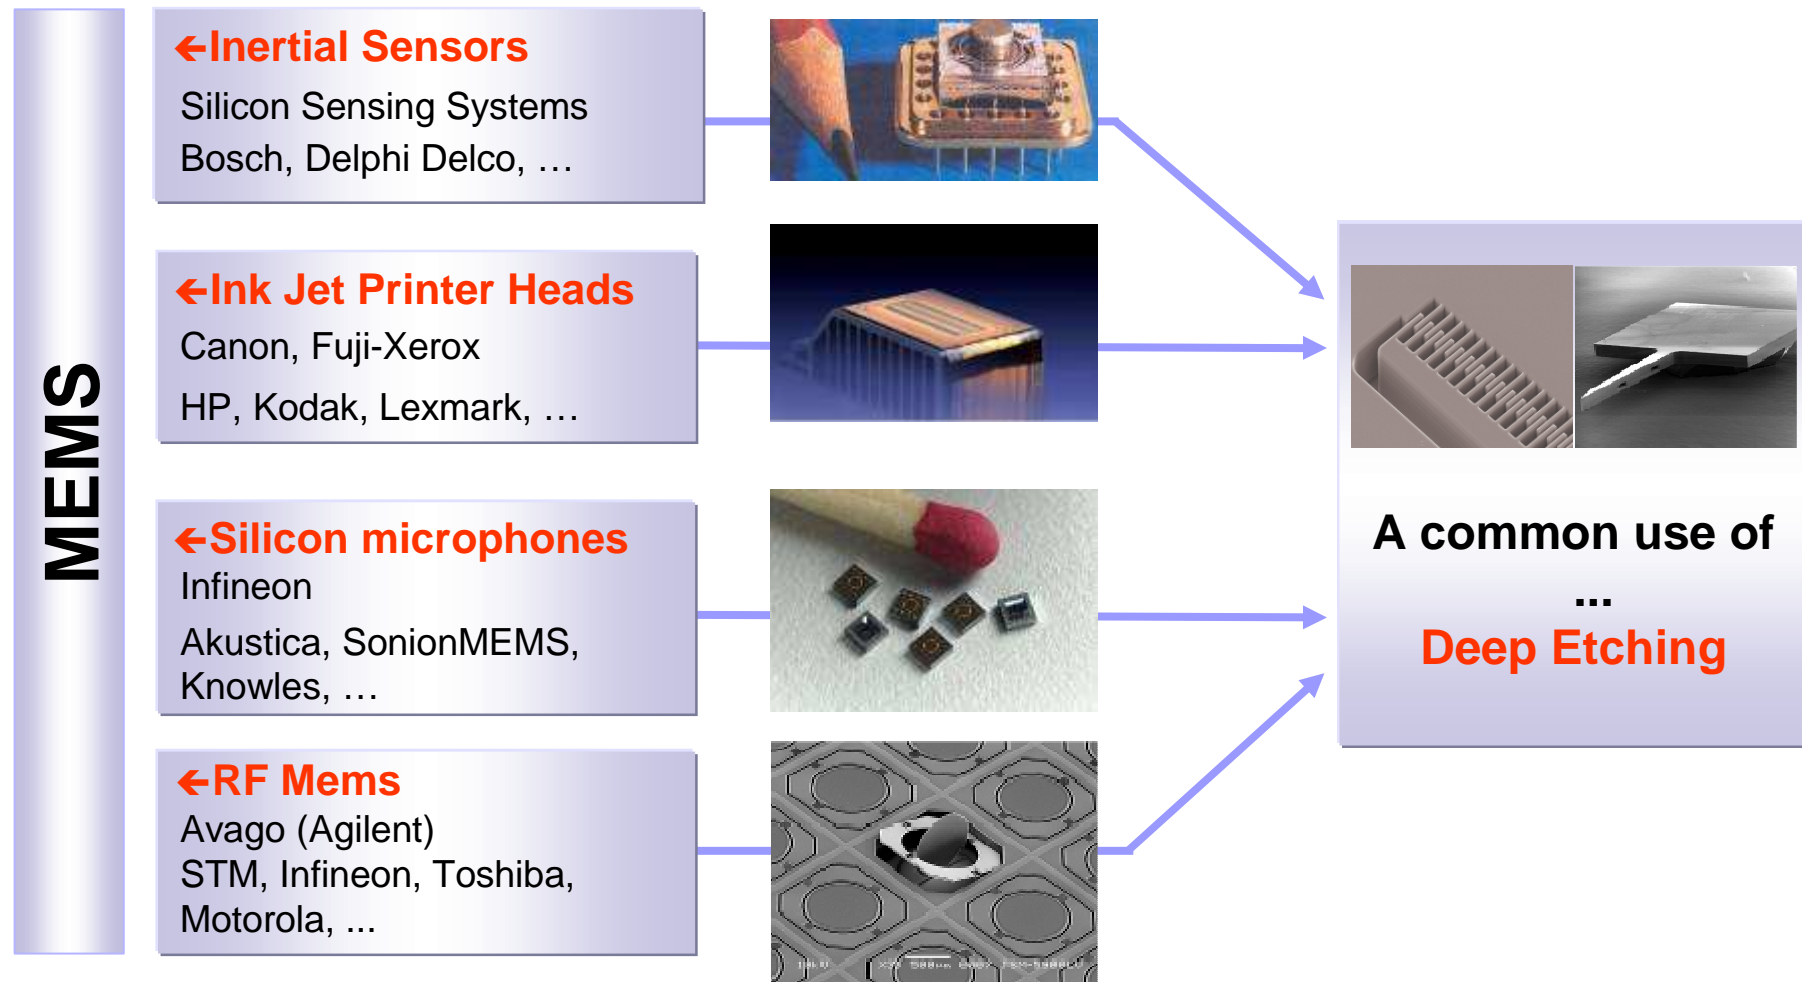 MEMS
←Inertial Sensors
Silicon Sensing Systems
Bosch, Delphi Delco, …
←Ink Jet Printer Heads
Canon, Fuji-Xerox
HP, Kodak, Lexmark, …
←Silicon microphones
Infineon
Akustica, SonionMEMS,
Knowles, …
←RF Mems
Avago (Agilent)
STM, Infineon, Toshiba,
Motorola, ...
A common use of
...
Deep Etching